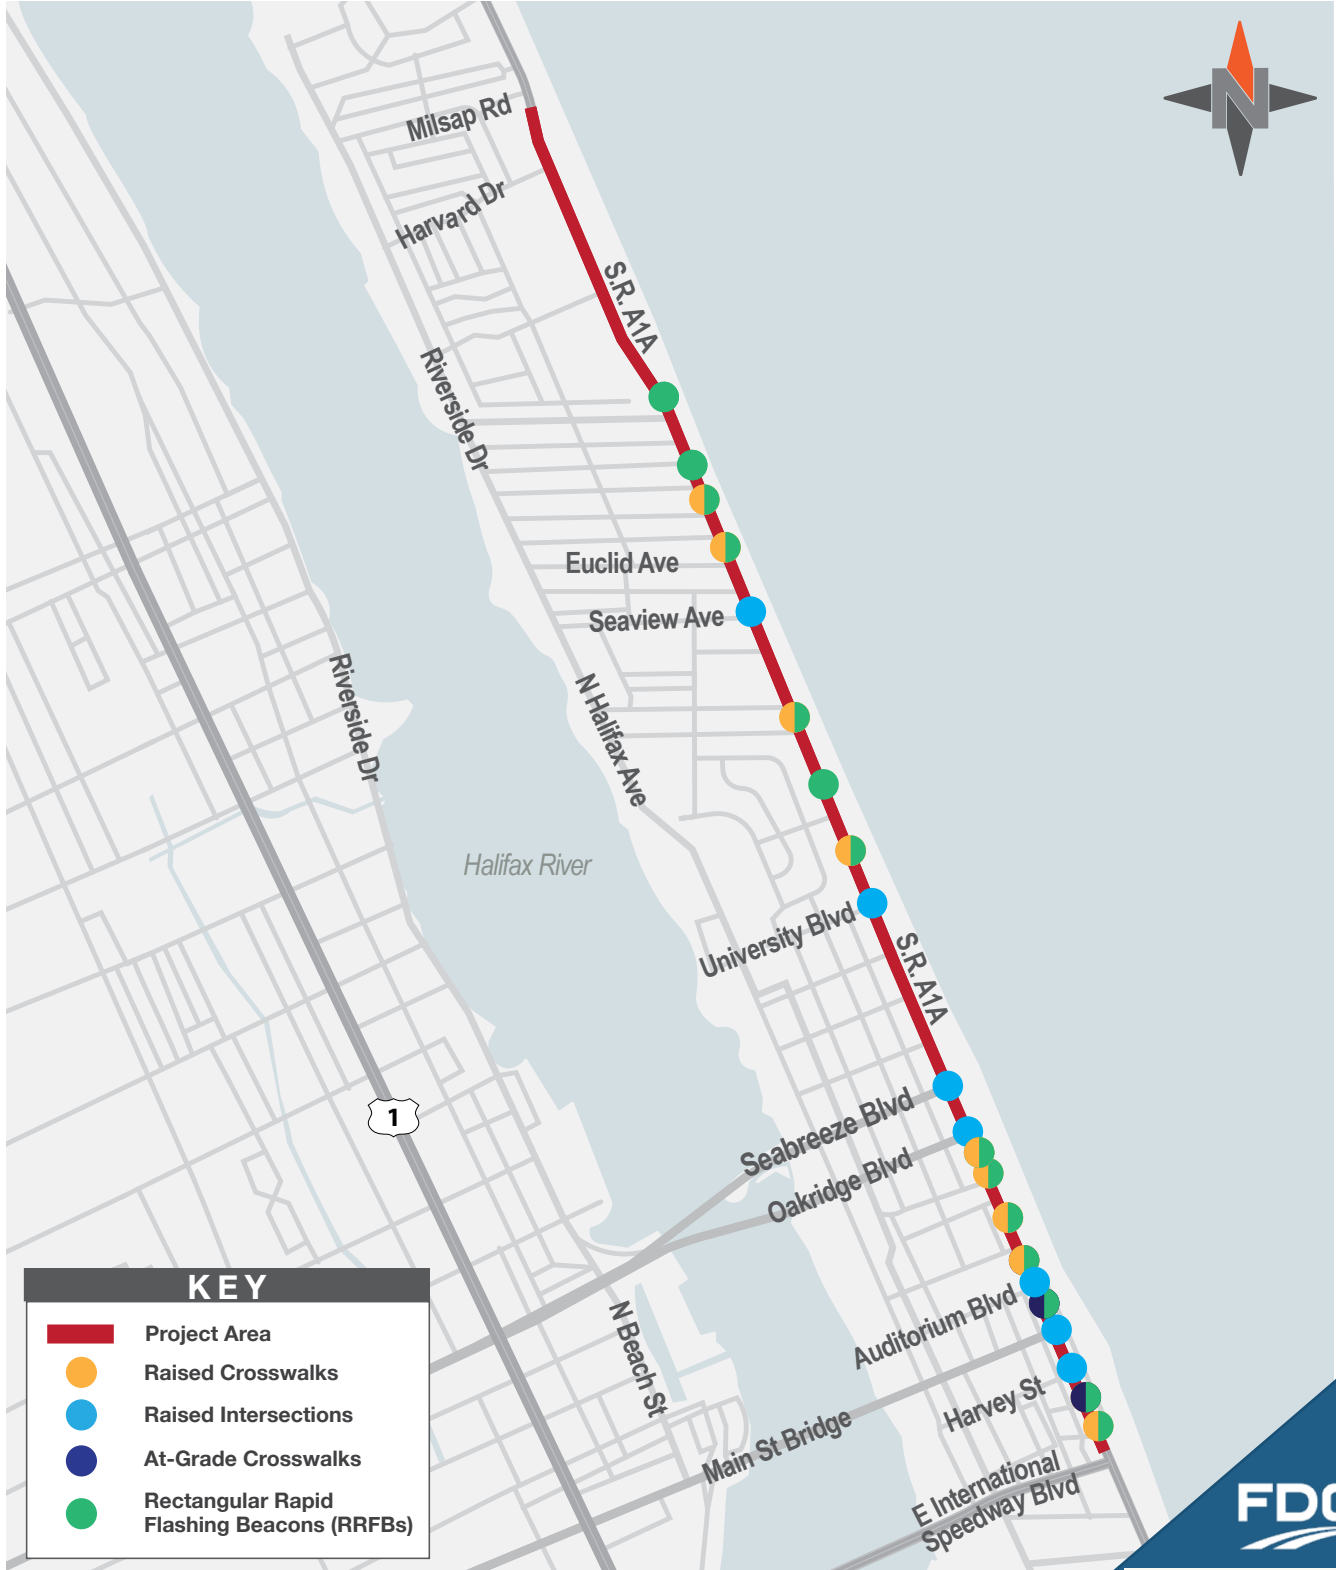 N
Milsap Rd
Harvard Dr
S.R. A1A
Riverside Dr
Euclid Ave
Seaview Ave
Riverside Dr
N Halifax Ave
Halifax River
University Blvd
S.R. A1A
1
Seabreeze Blvd
Oakridge Blvd
Auditorium Blvd
N Beach St
Harvey St
Main St Bridge
E International
Speedway Blvd
KEY
Project Area
Raised Crosswalks
Raised Intersections
At-Grade Crosswalks
Rectangular Rapid
Flashing Beacons (RRFBs)